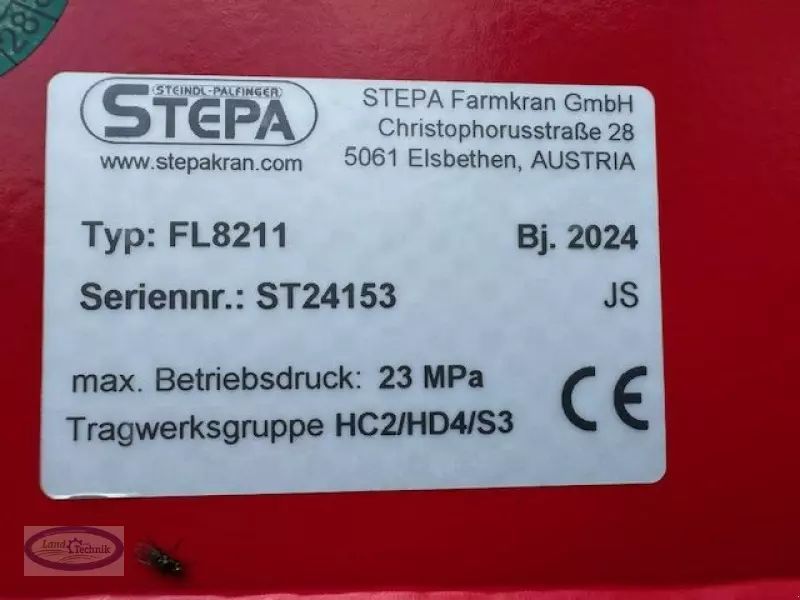 STEINDL-PALFINGER
STEPA
www.stepakran.com
STEPA Farmkran GmbH
Christophorusstraße 28
5061 Elsbethen, AUSTRIA
Typ: FL8211
Bj. 2024
Seriennr.: ST24153
JS
max. Betriebsdruck: 23 MPa
Tragwerksgruppe HC2/HD4/S3
CE
Land Technik